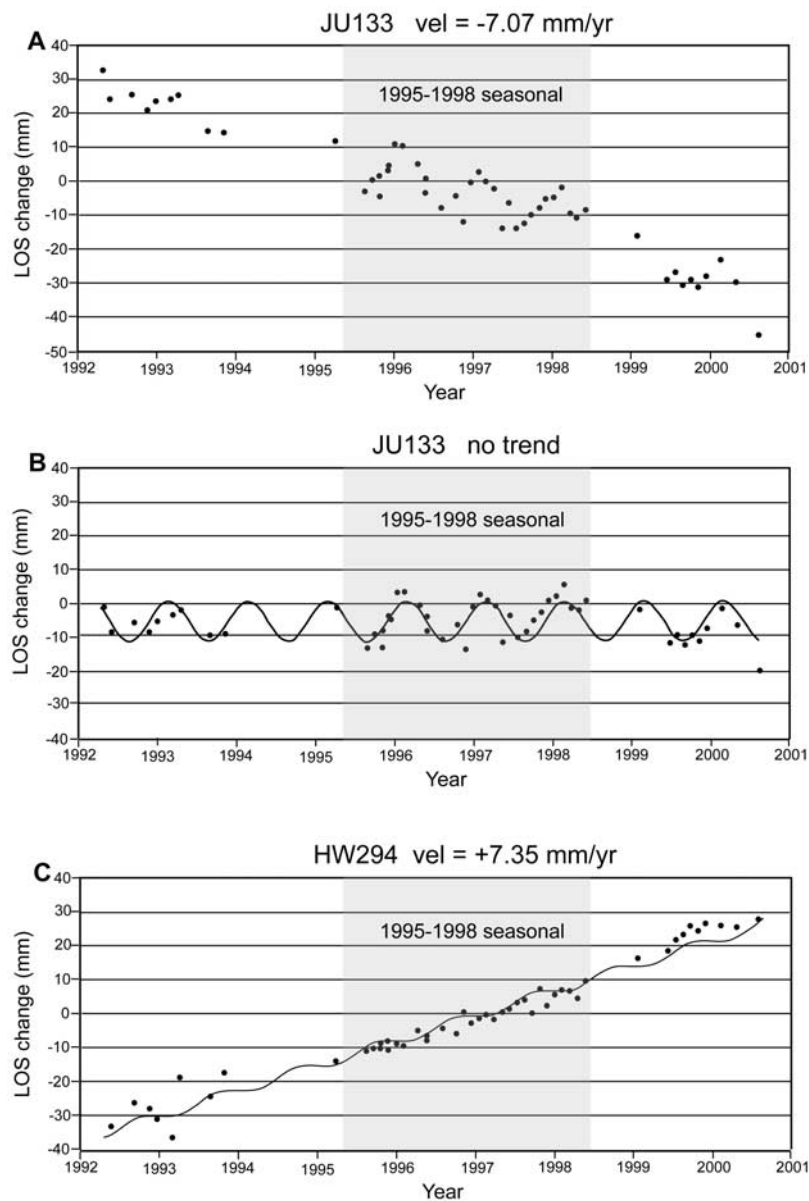 A JU133 vel = -7.07 mm/yr
40
30
20
10
0
-10
-20
-30
-40
-50
LOS change (mm)
1995-1998 seasonal
1992 1993 1994 1995 1996 1997 1998 1999 2000 2001
Year
B JU133 no trend
40
30
20
10
0
-10
-20
-30
-40
LOS change (mm)
1995-1998 seasonal
1992 1993 1994 1995 1996 1997 1998 1999 2000 2001
Year
C HW294 vel = +7.35 mm/yr
40
30
20
10
0
-10
-20
-30
-40
LOS change (mm)
1995-1998 seasonal
1992 1993 1994 1995 1996 1997 1998 1999 2000 2001
Year